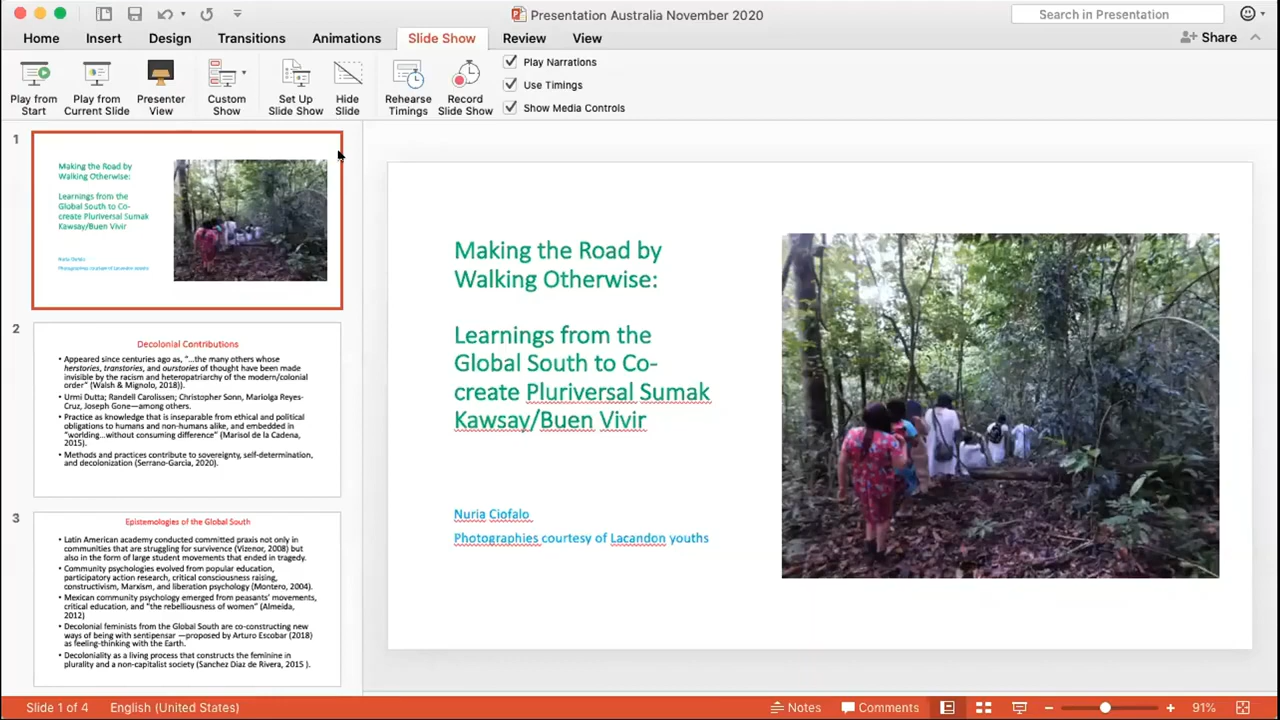 Presentation Australia November 2020
Search in Presentation
Home Insert Design Transitions Animations Slide Show Review View
Share
Play from Start
Play from Current Slide
Presenter View
Custom Show
Set Up Slide Show
Hide Slide
Rehearse Timings
Record Slide Show
Play Narrations
Use Timings
Show Media Controls
1
Making the Road by
Walking Otherwise:
Learnings from the
Global South to Co-
create Pluriversal Sumak
Kawsay/Buen Vivir
Nuria Ciofalo
Photographies courtesy of Lacandon youths
2
Decolonial Contributions
• Appeared since centuries ago as, "...the many others whose
herstories, transtories, and ourstories of thought have been made
invisible by the racism and heteropatriarchy of the modern/colonial
order" (Walsh & Mignolo, 2018)).
• Urmi Dutta; Randell Carolissen; Christopher Sonn, Mariolga Reyes-
Cruz, Joseph Gone—among others.
• Practice as knowledge that is inseparable from ethical and political
obligations to humans and non-humans alike, and embedded in
"worlding...without consuming difference" (Marisol de la Cadena,
2015).
• Methods and practices contribute to sovereignty, self-determination,
and decolonization (Serrano-Garcia, 2020).
3
Epistemologies of the Global South
• Latin American academy conducted committed praxis not only in
communities that are struggling for survivence (Vizenor, 2008) but
also in the form of large student movements that ended in tragedy.
• Community psychologies evolved from popular education,
participatory action research, critical consciousness raising,
constructivism, Marxism, and liberation psychology (Montero, 2004).
• Mexican community psychology emerged from peasants' movements,
critical education, and "the rebelliousness of women" (Almeida,
2012)
• Decolonial feminists from the Global South are co-constructing new
ways of being with sentipensar —proposed by Arturo Escobar (2018)
as feeling-thinking with the Earth.
• Decoloniality as a living process that constructs the feminine in
plurality and a non-capitalist society (Sanchez Diaz de Rivera, 2015 ).
Making the Road by
Walking Otherwise:
Learnings from the
Global South to Co-
create Pluriversal Sumak
Kawsay/Buen Vivir
Nuria Ciofalo
Photographies courtesy of Lacandon youths
Slide 1 of 4 English (United States) Notes Comments 91%